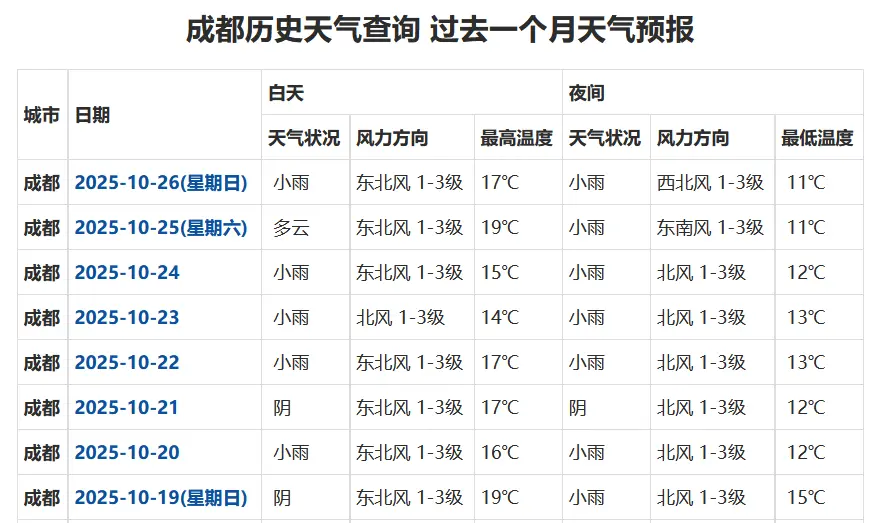 成都历史天气查询 过去一个月天气预报
城市 日期 白天 夜间
天气状况 风力方向 最高温度 天气状况 风力方向 最低温度
成都 2025-10-26(星期日) 小雨 东北风 1-3级 17℃ 小雨 西北风 1-3级 11℃
成都 2025-10-25(星期六) 多云 东北风 1-3级 19℃ 小雨 东南风 1-3级 11℃
成都 2025-10-24 小雨 东北风 1-3级 15℃ 小雨 北风 1-3级 12℃
成都 2025-10-23 小雨 北风 1-3级 14℃ 小雨 北风 1-3级 13℃
成都 2025-10-22 小雨 东北风 1-3级 17℃ 小雨 北风 1-3级 13℃
成都 2025-10-21 阴 东北风 1-3级 17℃ 阴 北风 1-3级 12℃
成都 2025-10-20 小雨 东北风 1-3级 16℃ 小雨 北风 1-3级 12℃
成都 2025-10-19(星期日) 阴 东北风 1-3级 19℃ 小雨 北风 1-3级 15℃